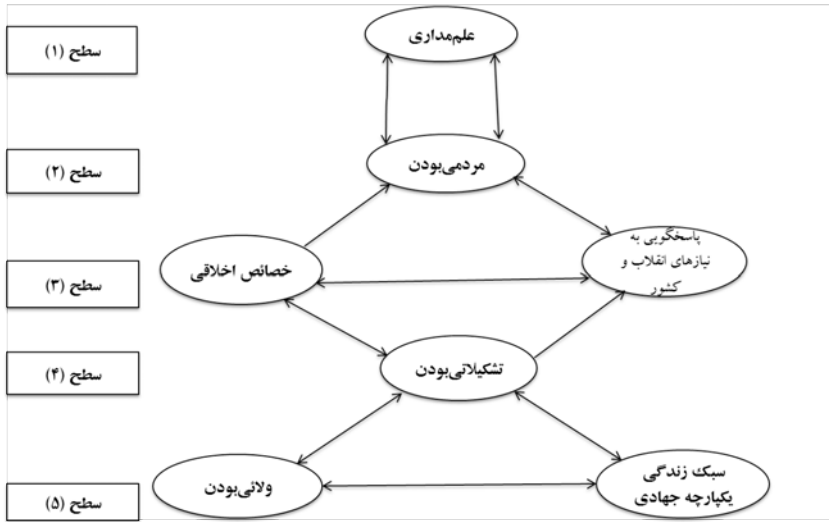 سطح (۱)
علم‌مداری
سطح (۲)
مردمی‌بودن
سطح (۳)
خصائص اخلاقی
پاسخگویی به
نیازهای انقلاب و
کشور
سطح (۴)
تشکیلاتی‌بودن
سطح (۵)
ولائی‌بودن
سبک زندگی
یکپارچه جهادی